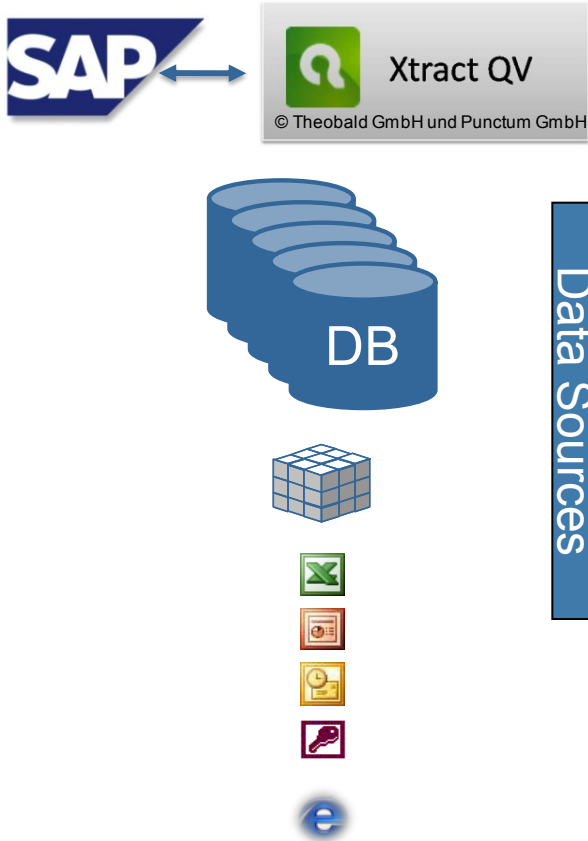 SAP
Xtract QV
© Theobald GmbH und Punctum GmbH
DB
Data Sources